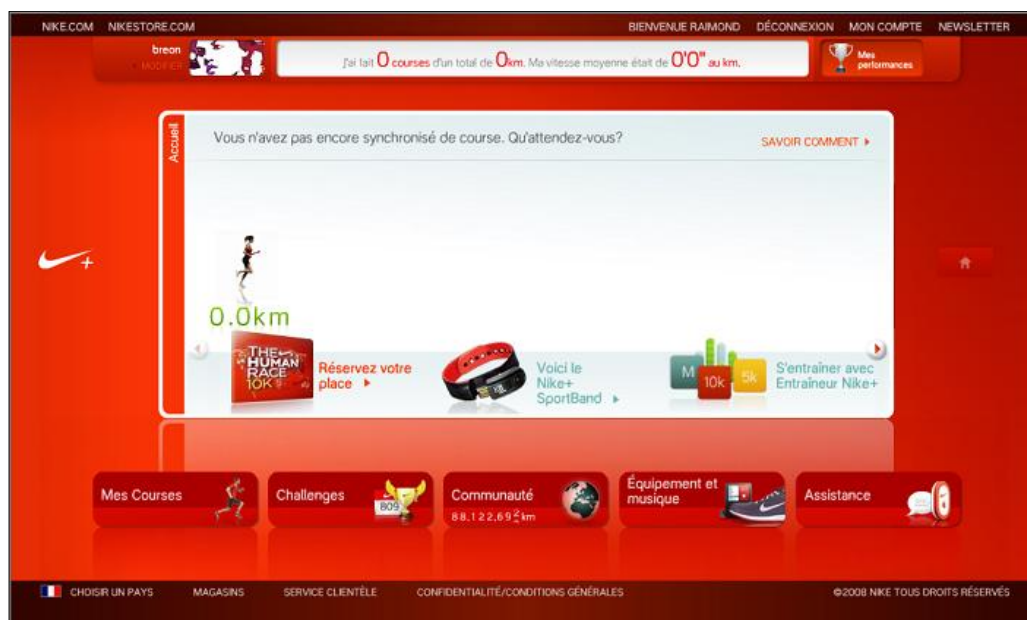 NIKE.COM NIKESTORE.COM BIENVENUE RAIMOND DÉCONNEXION MON COMPTE NEWSLETTER
breon
MODIFIER
J'ai fait 0 courses d'un total de 0km. Ma vitesse moyenne était de 0'0" au km.
Mes
performances
Accueil
Vous n'avez pas encore synchronisé de course. Qu'attendez-vous?
SAVOIR COMMENT
0.0km
THE
HUMAN
RACE
10K
Réservez votre
place
Voici le
Nike+
SportBand
M
10k
5k
S'entraîner avec
Entraîneur Nike+
Mes Courses
Challenges
809
Communauté
Équipement et
musique
Assistance
CHOISIR UN PAYS MAGASINS SERVICE CLIENTÈLE CONFIDENTIALITÉ/CONDITIONS GÉNÉRALES ©2008 NIKE TOUS DROITS RÉSERVÉS